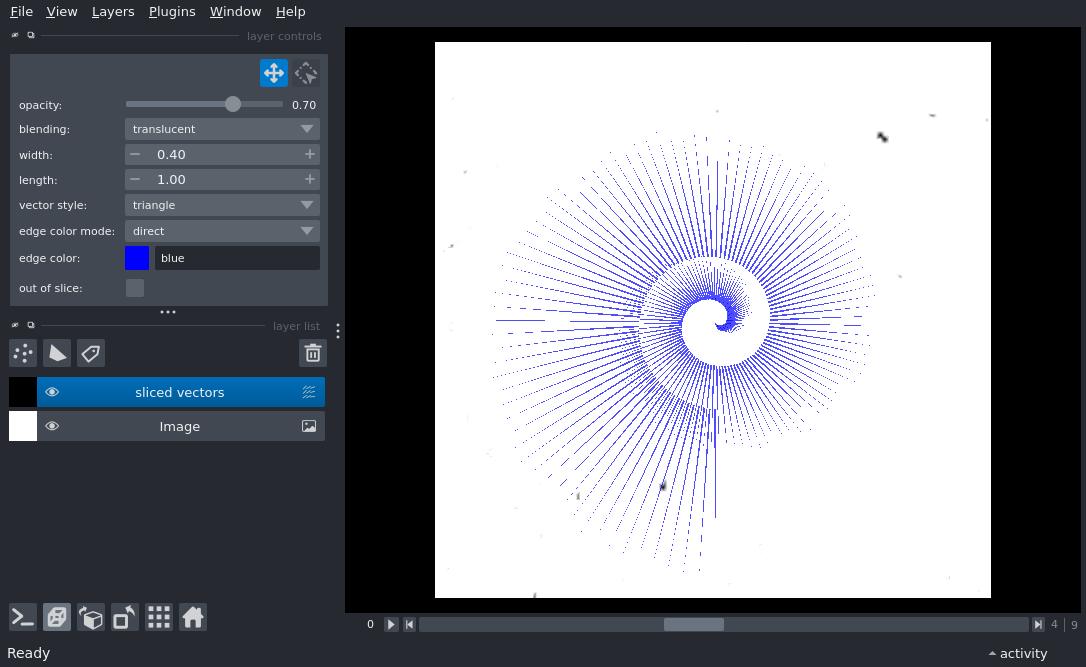 File View Layers Plugins Window Help
layer controls
opacity: 0.70
blending: translucent
width: − 0.40 +
length: − 1.00 +
vector style: triangle
edge color mode: direct
edge color: blue
out of slice:
layer list
sliced vectors
Image
0 4 | 9
Ready activity